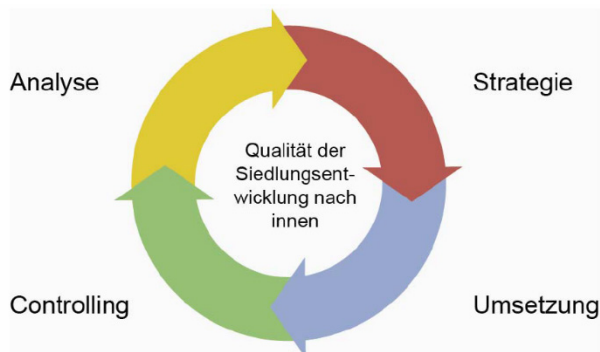 Analyse
Strategie
Qualität der
Siedlungsent-
wicklung nach
innen
Controlling
Umsetzung